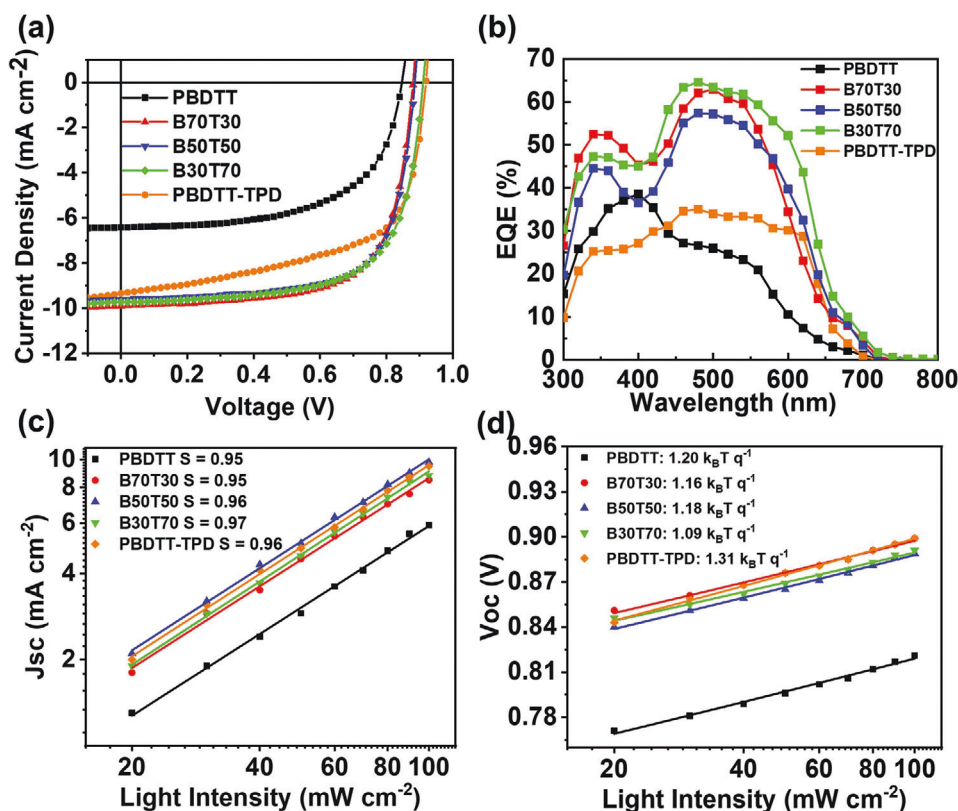 (a)
0
-2
-4
-6
-8
-10
-12
0.0 0.2 0.4 0.6 0.8 1.0
Current Density (mA cm⁻²)
Voltage (V)
PBDTT
B70T30
B50T50
B30T70
PBDTT-TPD
(b)
70
60
50
40
30
20
10
0
300 400 500 600 700 800
EQE (%)
Wavelength (nm)
PBDTT
B70T30
B50T50
B30T70
PBDTT-TPD
(c)
10
8
6
4
2
20 40 60 80 100
Jsc (mA cm⁻²)
Light Intensity (mW cm⁻²)
PBDTT S = 0.95
B70T30 S = 0.95
B50T50 S = 0.96
B30T70 S = 0.97
PBDTT-TPD S = 0.96
(d)
0.96
0.93
0.90
0.87
0.84
0.81
0.78
20 40 60 80 100
Voc (V)
Light Intensity (mW cm⁻²)
PBDTT: 1.20 k_BT q⁻¹
B70T30: 1.16 k_BT q⁻¹
B50T50: 1.18 k_BT q⁻¹
B30T70: 1.09 k_BT q⁻¹
PBDTT-TPD: 1.31 k_BT q⁻¹